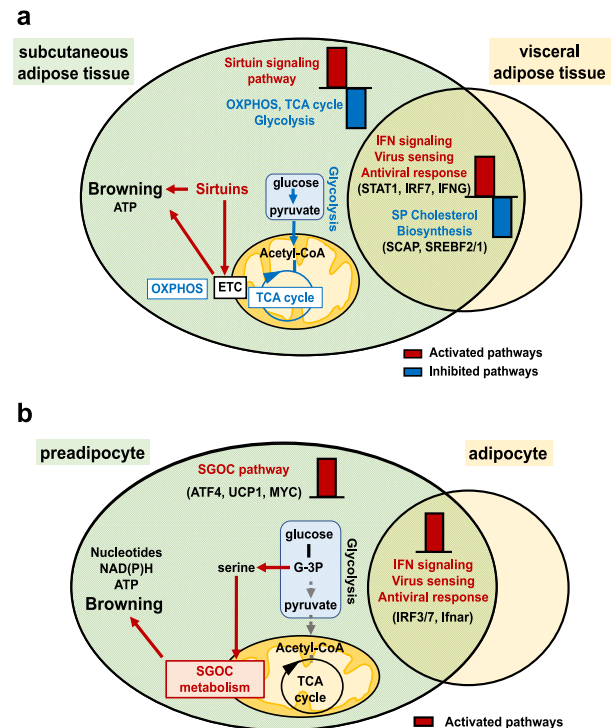 a
subcutaneous
adipose tissue
visceral
adipose tissue
Sirtuin signaling
pathway
OXPHOS, TCA cycle
Glycolysis
IFN signaling
Virus sensing
Antiviral response
(STAT1, IRF7, IFNG)
SP Cholesterol
Biosynthesis
(SCAP, SREBF2/1)
Browning
ATP
Sirtuins
glucose
pyruvate
Glycolysis
Acetyl-CoA
OXPHOS
ETC
TCA cycle
Activated pathways
Inhibited pathways
b
preadipocyte
adipocyte
SGOC pathway
(ATF4, UCP1, MYC)
IFN signaling
Virus sensing
Antiviral response
(IRF3/7, Ifnar)
Nucleotides
NAD(P)H
ATP
Browning
serine
glucose
G-3P
pyruvate
Glycolysis
Acetyl-CoA
TCA
cycle
SGOC
metabolism
Activated pathways